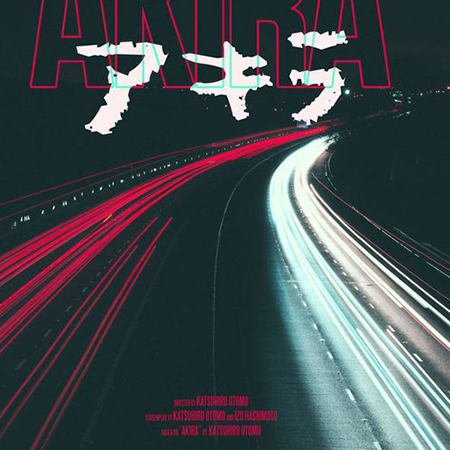 AKIRA
アキラ
DIRECTED BY KATSUHIRO OTOMO
SCREENPLAY BY KATSUHIRO OTOMO AND IZO HASHIMOTO
BASED ON "AKIRA" BY KATSUHIRO OTOMO